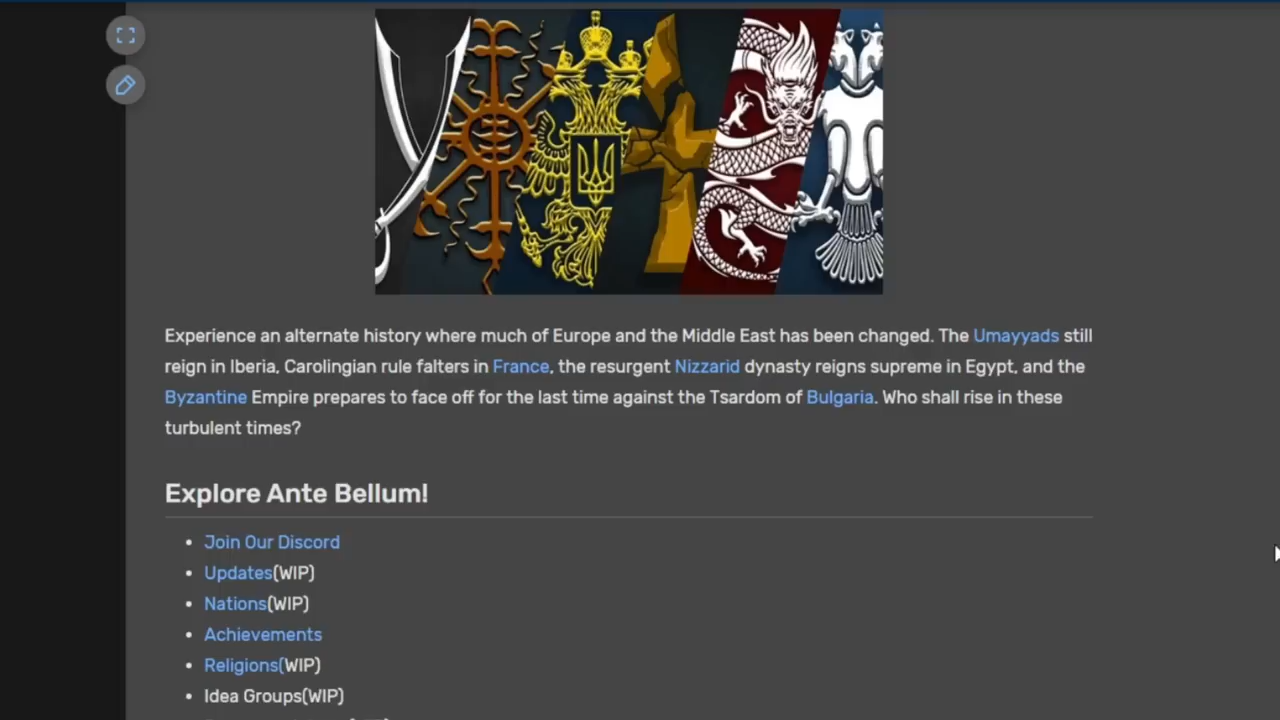 Experience an alternate history where much of Europe and the Middle East has been changed. The Umayyads still
reign in Iberia, Carolingian rule falters in France, the resurgent Nizzarid dynasty reigns supreme in Egypt, and the
Byzantine Empire prepares to face off for the last time against the Tsardom of Bulgaria. Who shall rise in these
turbulent times?
Explore Ante Bellum!
Join Our Discord
Updates(WIP)
Nations(WIP)
Achievements
Religions(WIP)
Idea Groups(WIP)